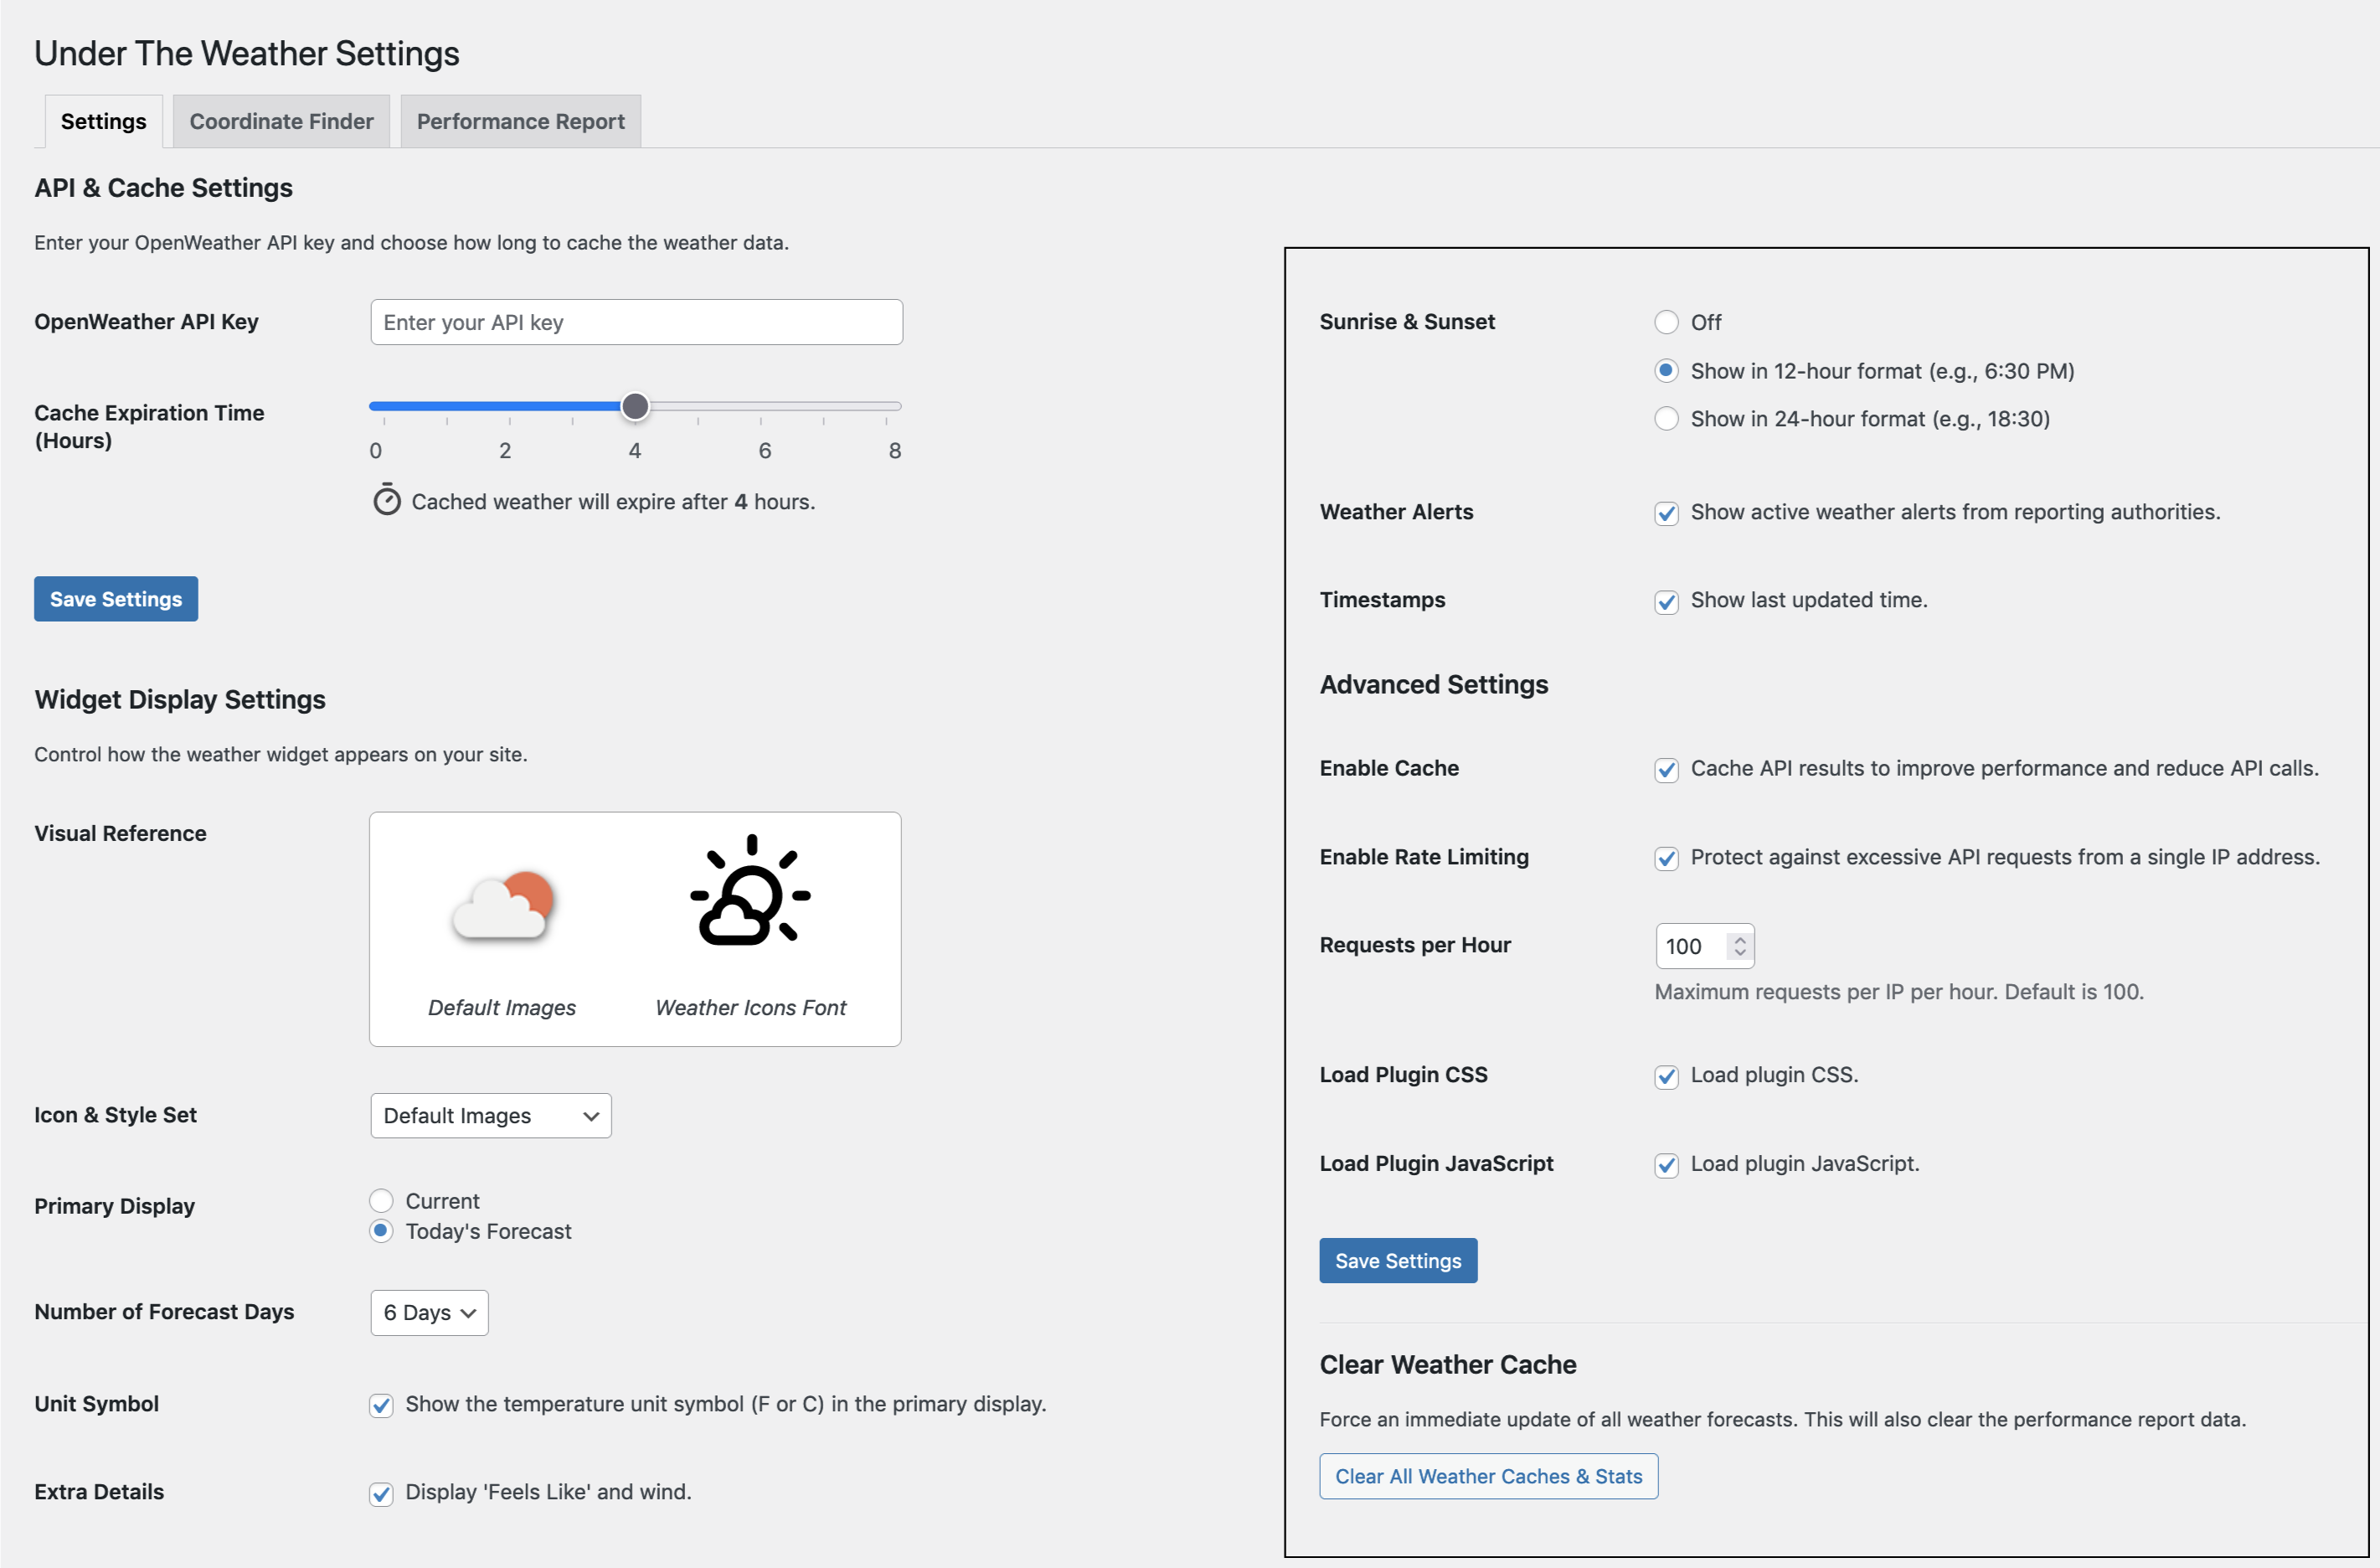 Under The Weather Settings
Settings
Coordinate Finder
Performance Report
API & Cache Settings
Enter your OpenWeather API key and choose how long to cache the weather data.
OpenWeather API Key
Enter your API key
Cache Expiration Time
(Hours)
0 2 4 6 8
Cached weather will expire after 4 hours.
Save Settings
Widget Display Settings
Control how the weather widget appears on your site.
Visual Reference
Default Images
Weather Icons Font
Icon & Style Set
Default Images
Primary Display
Current
Today's Forecast
Number of Forecast Days
6 Days
Unit Symbol
Show the temperature unit symbol (F or C) in the primary display.
Extra Details
Display 'Feels Like' and wind.
Sunrise & Sunset
Off
Show in 12-hour format (e.g., 6:30 PM)
Show in 24-hour format (e.g., 18:30)
Weather Alerts
Show active weather alerts from reporting authorities.
Timestamps
Show last updated time.
Advanced Settings
Enable Cache
Cache API results to improve performance and reduce API calls.
Enable Rate Limiting
Protect against excessive API requests from a single IP address.
Requests per Hour
100
Maximum requests per IP per hour. Default is 100.
Load Plugin CSS
Load plugin CSS.
Load Plugin JavaScript
Load plugin JavaScript.
Save Settings
Clear Weather Cache
Force an immediate update of all weather forecasts. This will also clear the performance report data.
Clear All Weather Caches & Stats